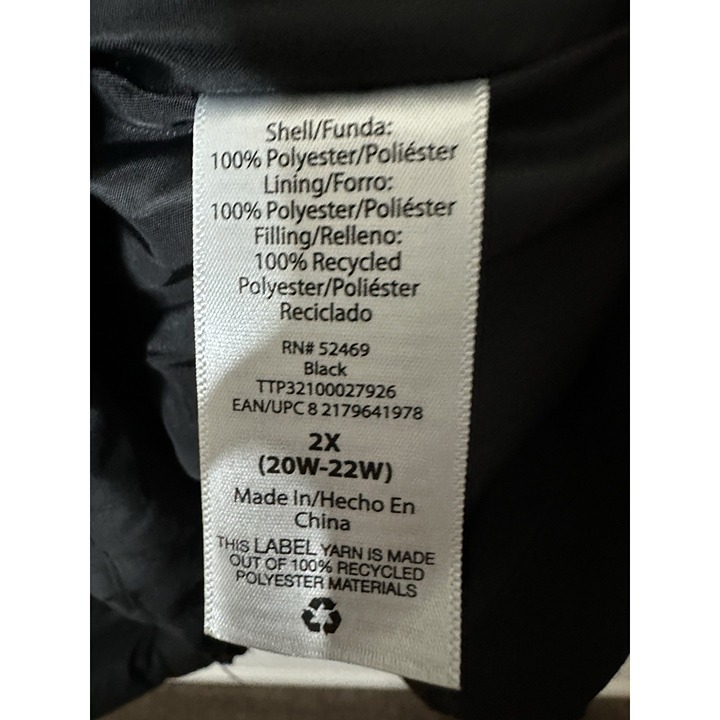 Shell/Funda:
100% Polyester/Poliéster
Lining/Forro:
100% Polyester/Poliéster
Filling/Relleno:
100% Recycled
Polyester/Poliéster
Reciclado
RN# 52469
Black
TTP32100027926
EAN/UPC 8 2179641978
2X
(20W-22W)
Made In/Hecho En
China
THIS LABEL YARN IS MADE
OUT OF 100% RECYCLED
POLYESTER MATERIALS